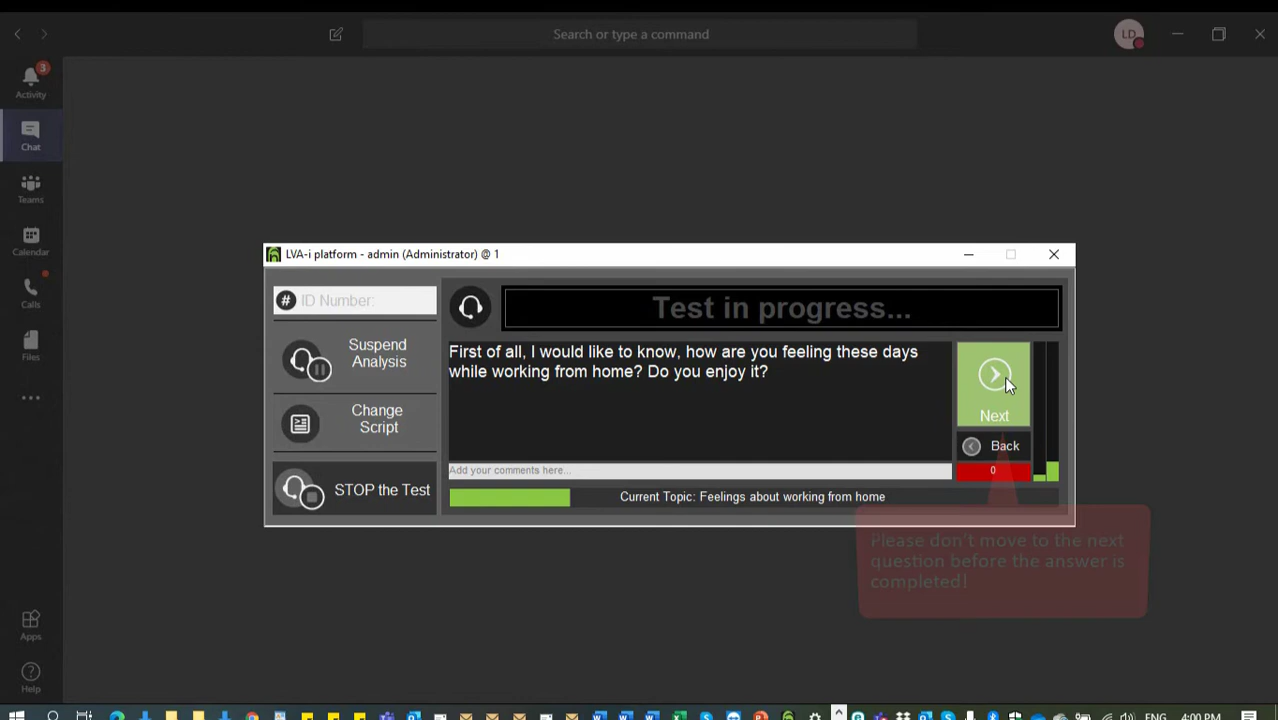 Search or type a command
LD
3
Activity
Chat
Teams
Calendar
Calls
Files
Apps
Help
LVA-i platform - admin (Administrator) @ 1
# ID Number:
Suspend
Analysis
Change
Script
STOP the Test
Test in progress...
First of all, I would like to know, how are you feeling these days
while working from home? Do you enjoy it?
Next
Back
0
Add your comments here...
Current Topic: Feelings about working from home
Please don't move to the next
question before the answer is
completed!
ENG
4:00 PM